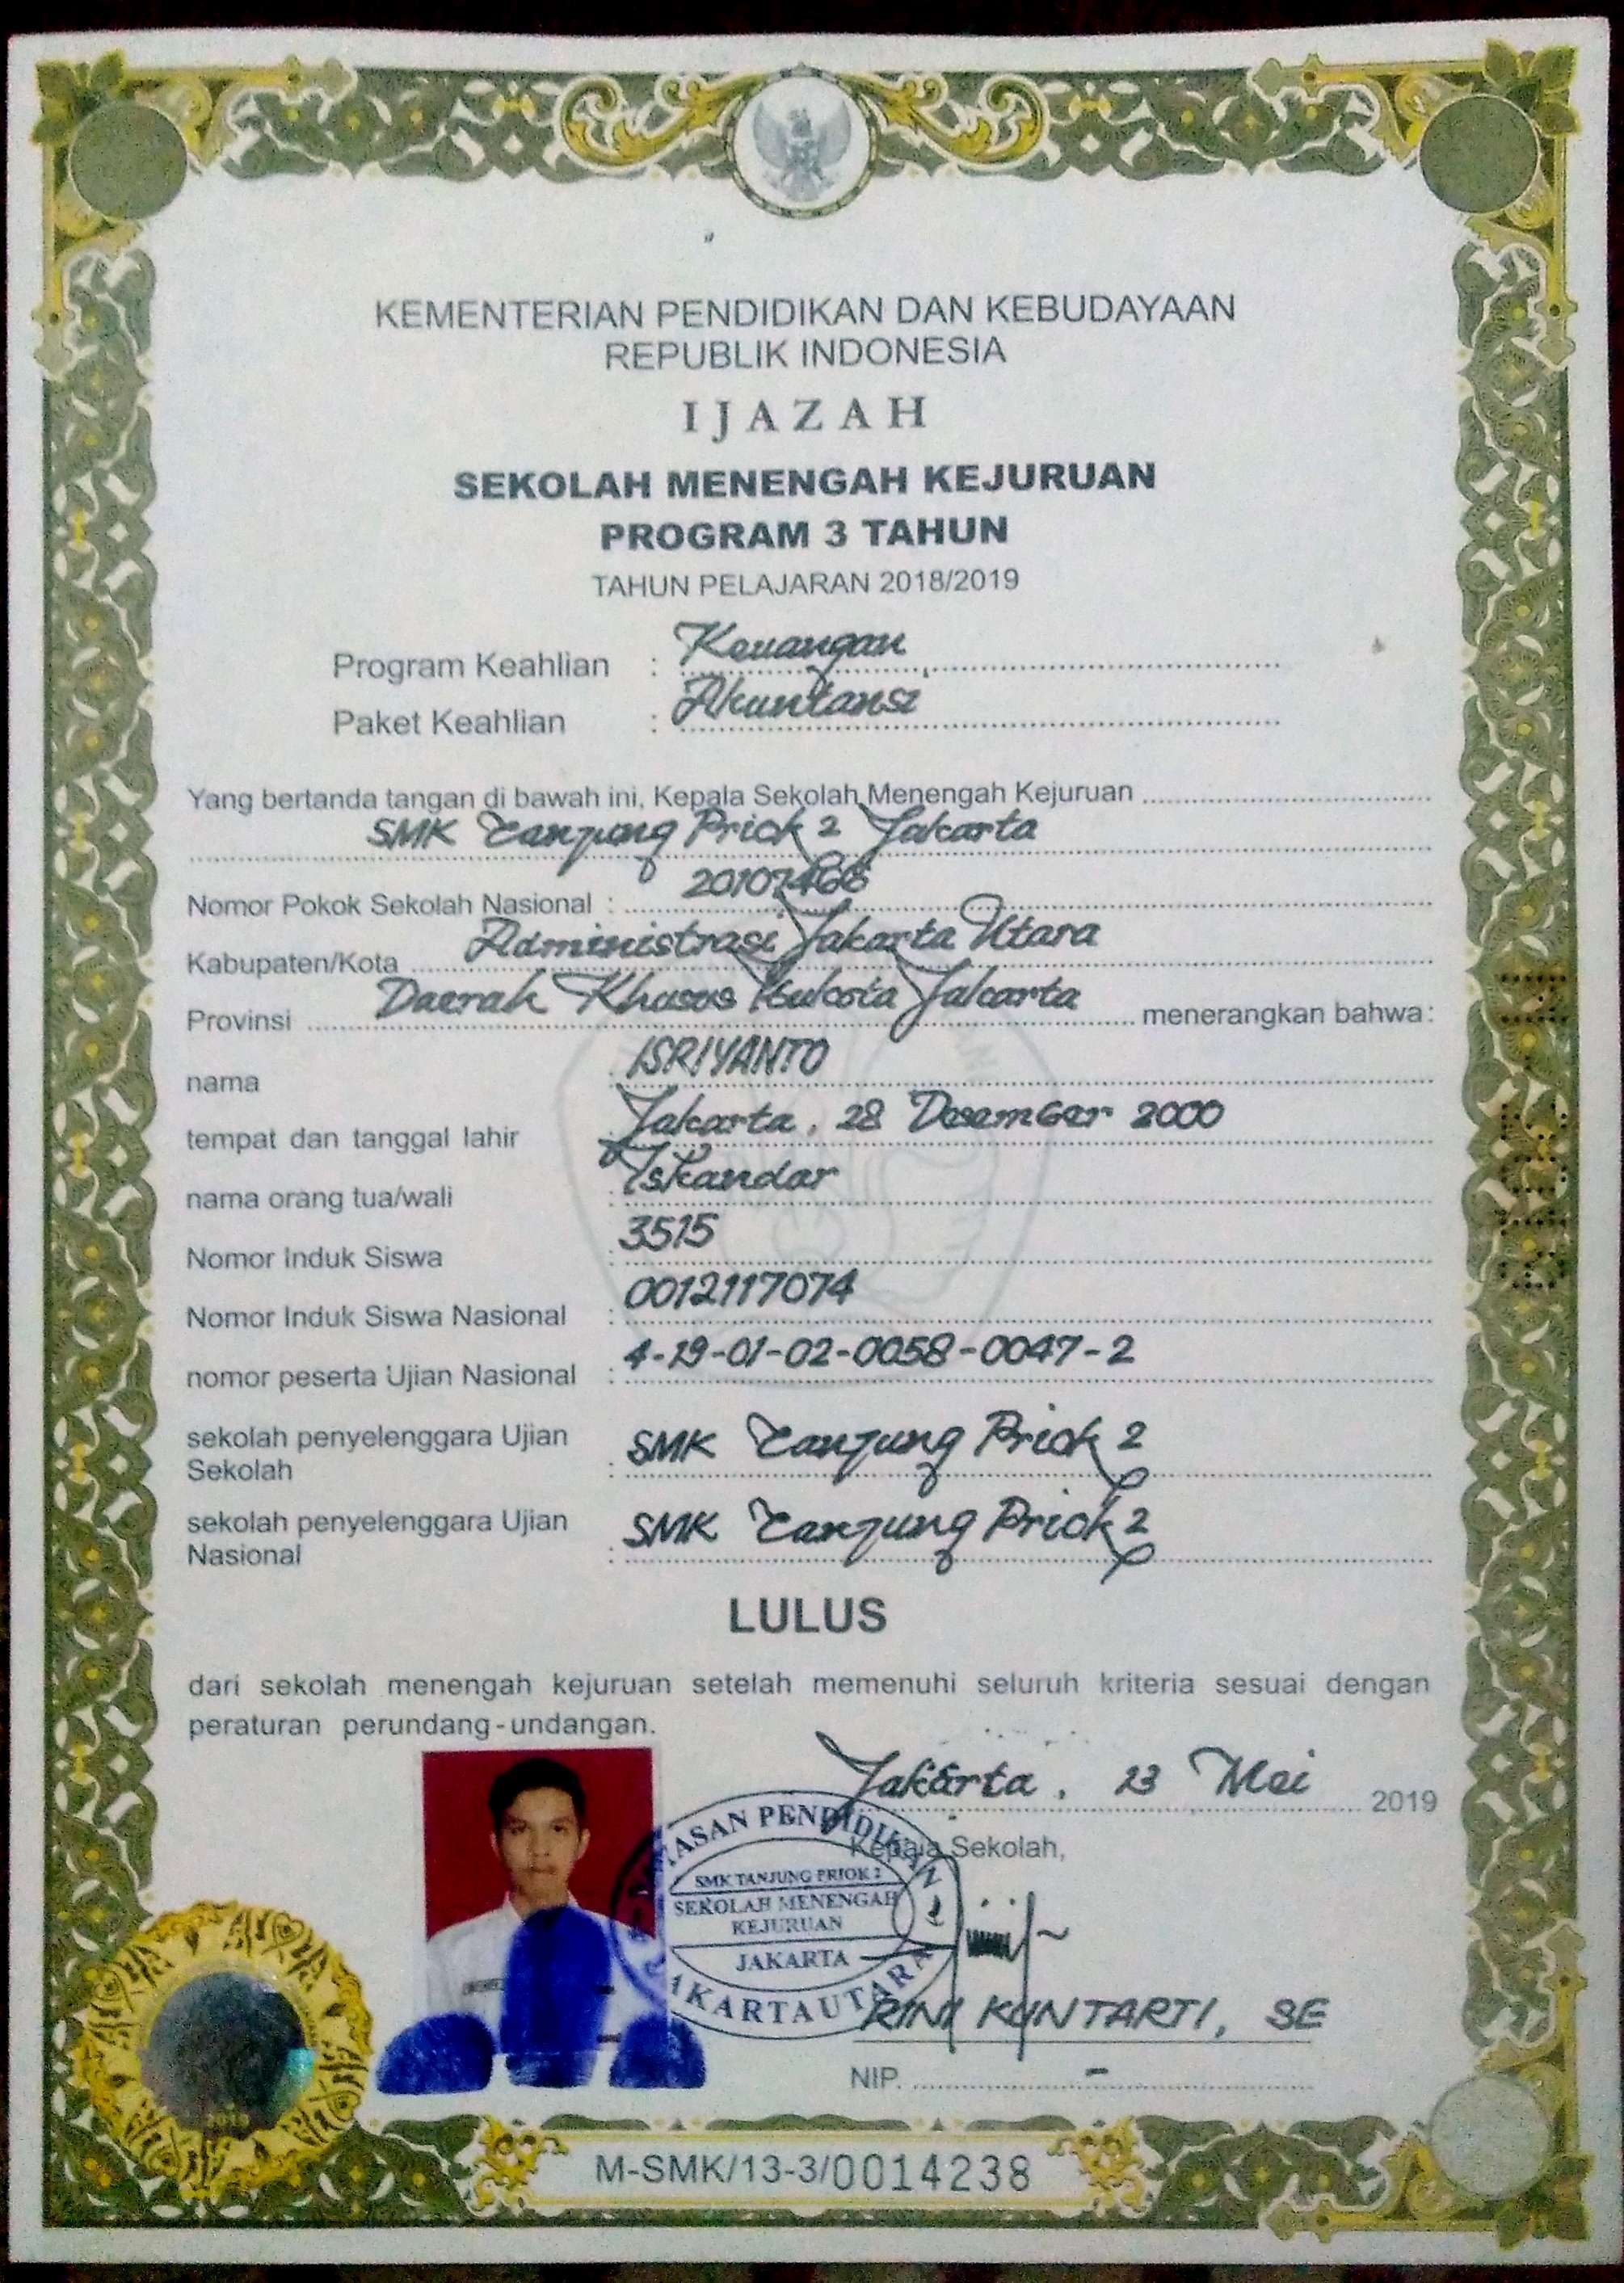 KEMENTERIAN PENDIDIKAN DAN KEBUDAYAAN
REPUBLIK INDONESIA
IJAZAH
SEKOLAH MENENGAH KEJURUAN
PROGRAM 3 TAHUN
TAHUN PELAJARAN 2018/2019
Program Keahlian : Keuangan
Paket Keahlian : Akuntansi
Yang bertanda tangan di bawah ini, Kepala Sekolah Menengah Kejuruan
SMK Tanjung Priok 2 Jakarta
Nomor Pokok Sekolah Nasional : 20107468
Kabupaten/Kota Administrasi Jakarta Utara
Provinsi Daerah Khusus Ibukota Jakarta menerangkan bahwa:
nama : ISRIYANTO
tempat dan tanggal lahir : Jakarta, 28 Desember 2000
nama orang tua/wali : Iskandar
Nomor Induk Siswa : 3515
Nomor Induk Siswa Nasional : 0012117074
nomor peserta Ujian Nasional : 4-19-01-02-0058-0047-2
sekolah penyelenggara Ujian
Sekolah : SMK Tanjung Priok 2
sekolah penyelenggara Ujian
Nasional : SMK Tanjung Priok 2
LULUS
dari sekolah menengah kejuruan setelah memenuhi seluruh kriteria sesuai dengan
peraturan perundang-undangan.
Jakarta, 23 Mei 2019
Kepala Sekolah,
YAYASAN PENDIDIKAN
SMK TANJUNG PRIOK 2
SEKOLAH MENENGAH
KEJURUAN
JAKARTA
JAKARTA UTARA
RINI KUNTARTI, SE
NIP. -
2019
M-SMK/13-3/0014238